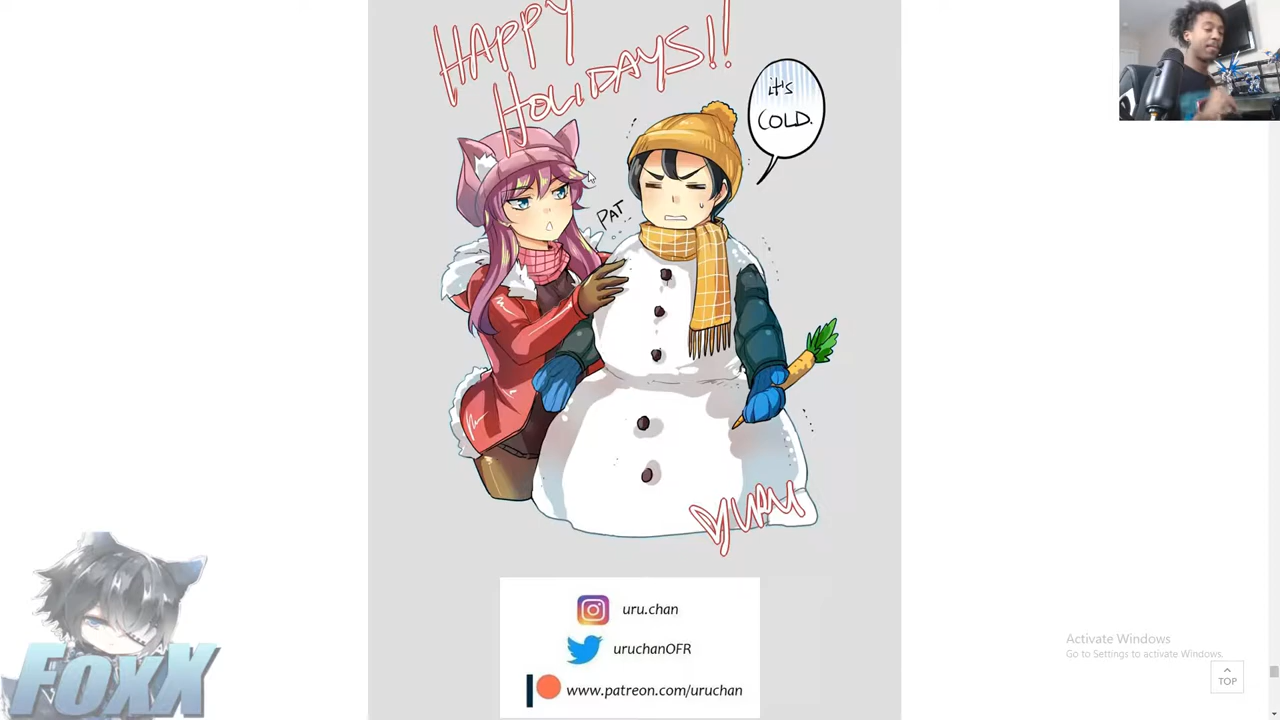 HAPPY
HOLIDAYS!!
it's
COLD.
PAT
URU
uru.chan
uruchanOFR
www.patreon.com/uruchan
Activate Windows
Go to Settings to activate Windows.
TOP
FoxX